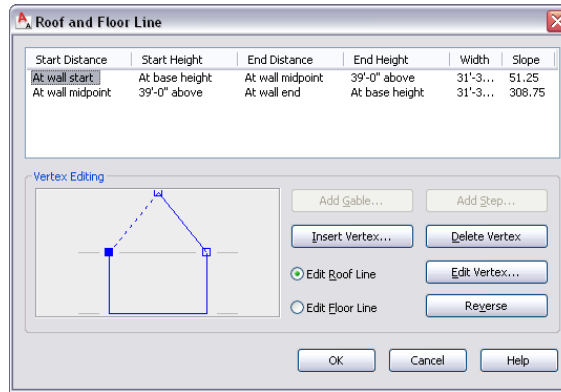 Roof and Floor Line
Start Distance Start Height End Distance End Height Width Slope
At wall start At base height At wall midpoint 39'-0" above 31'-3... 51.25
At wall midpoint 39'-0" above At wall end At base height 31'-3... 308.75
Vertex Editing
Add Gable... Add Step...
Insert Vertex... Delete Vertex
Edit Roof Line Edit Vertex...
Edit Floor Line Reverse
OK Cancel Help